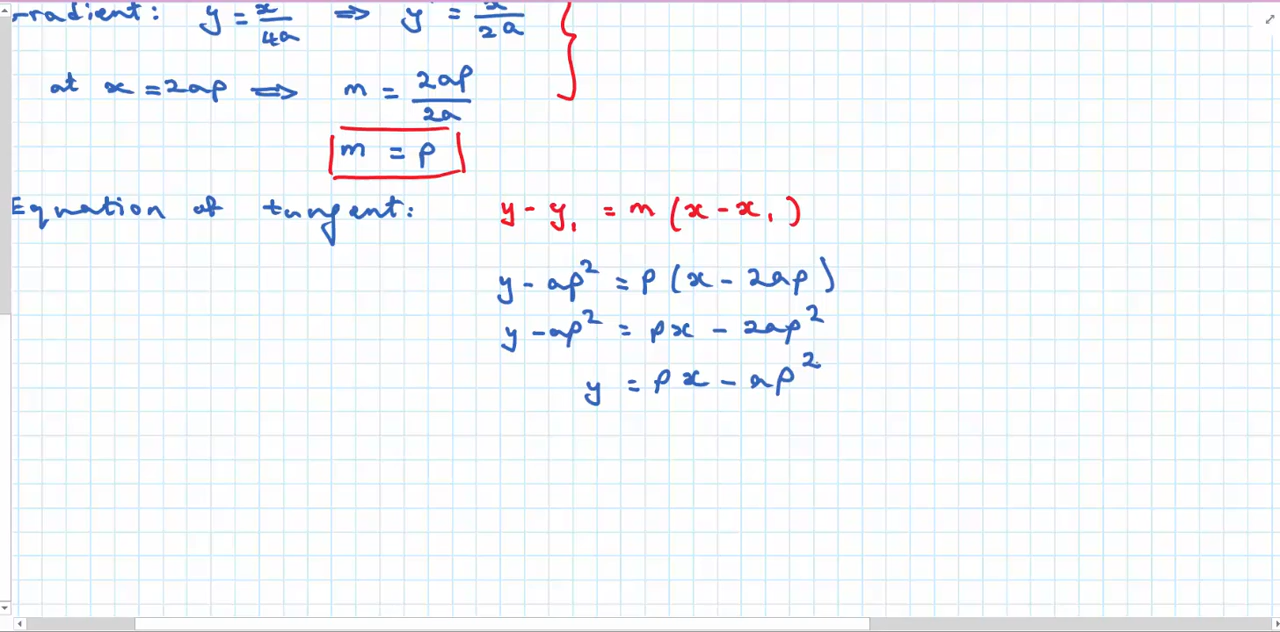 radient: y = x/4a ⇒ y' = x/2a
at x = 2ap ⇒ m = 2ap/2a
m = p
Equation of tangent: y - y₁ = m (x - x₁)
y - ap² = p (x - 2ap)
y - ap² = px - 2ap²
y = px - ap²